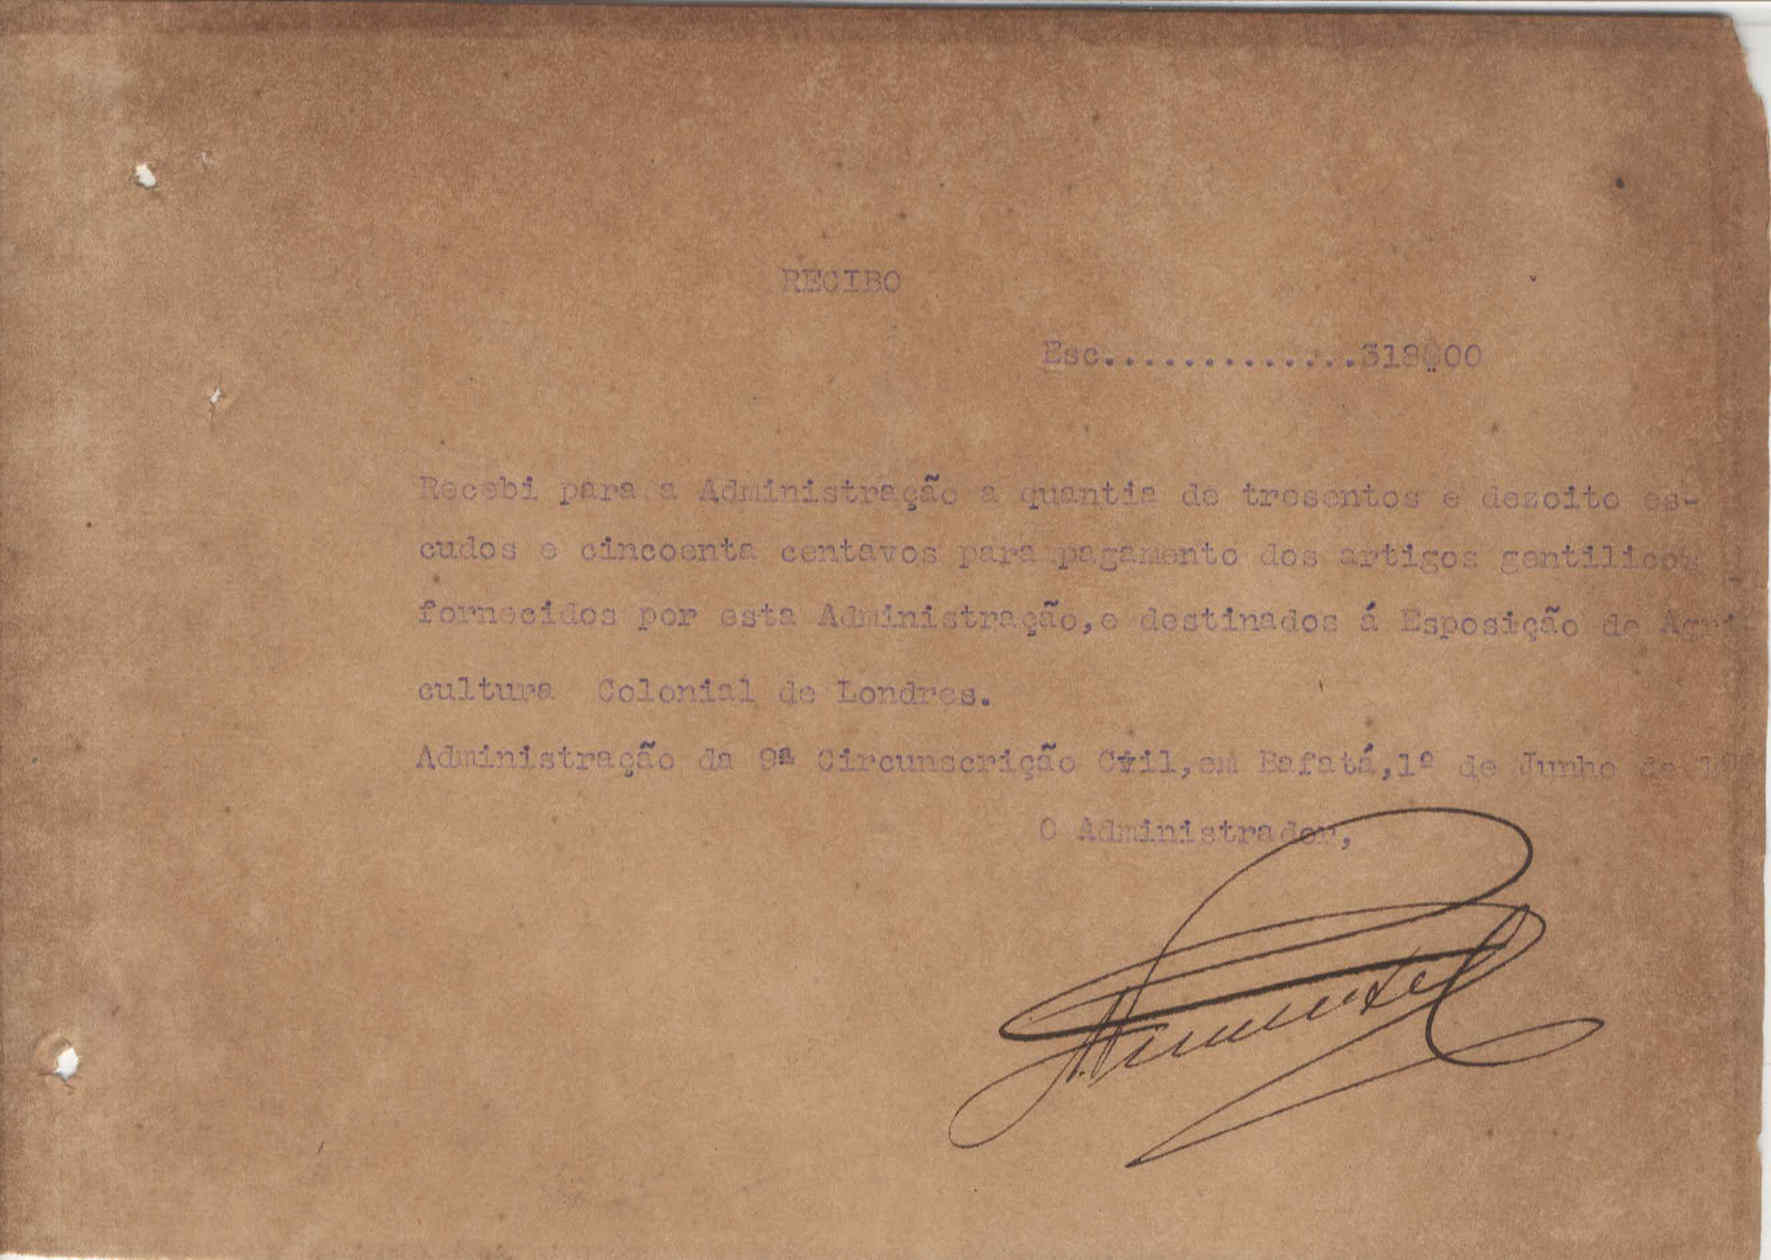 RECIBO
Esc.............318$00
Recebi para a Administração a quantia de tresentos e dezoito es-
cudos e cincoenta centavos para pagamento dos artigos gentilicos
fornecidos por esta Administração,e destinados á Esposição de Agri
cultura Colonial de Londres.
Administração da 9ª Circunscrição Civil,em Bafatá,1º de Junho de
O Administrador,